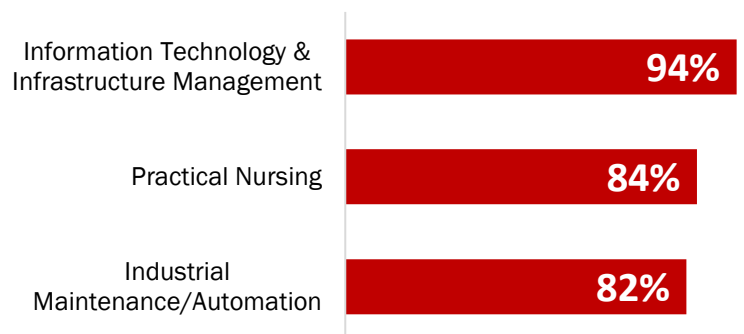 Information Technology &
Infrastructure Management
94%
Practical Nursing
84%
Industrial
Maintenance/Automation
82%